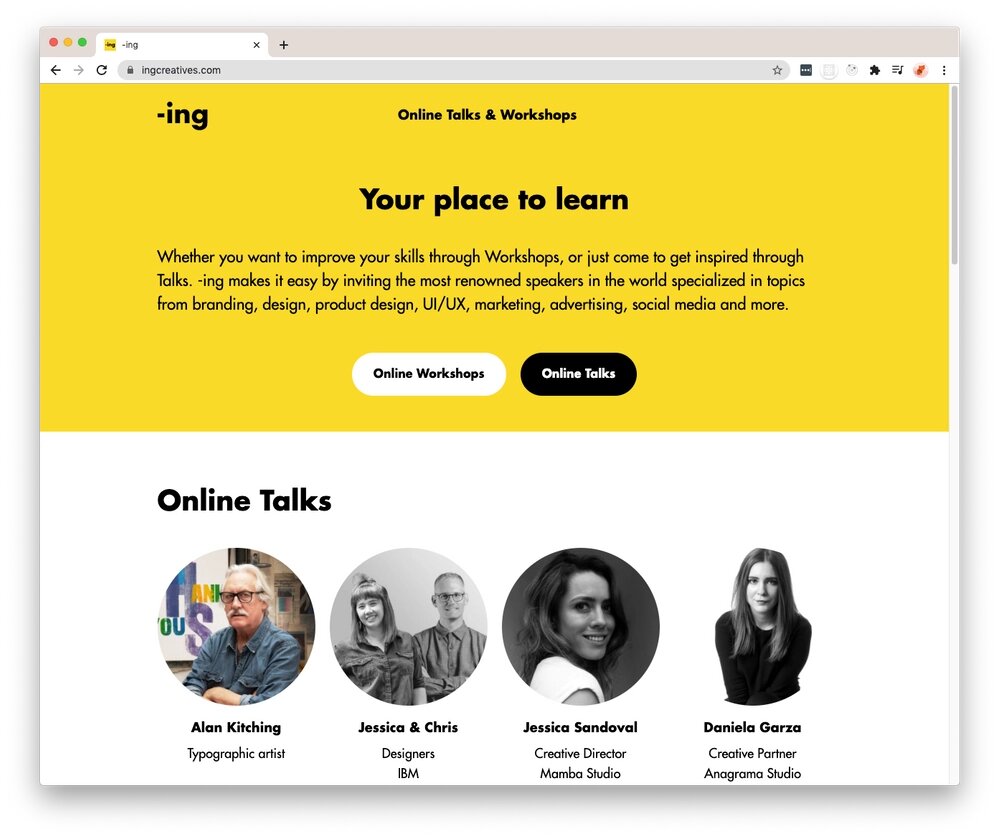 -ing
-ing
ingcreatives.com
-ing
Online Talks & Workshops
Your place to learn
Whether you want to improve your skills through Workshops, or just come to get inspired through
Talks. -ing makes it easy by inviting the most renowned speakers in the world specialized in topics
from branding, design, product design, UI/UX, marketing, advertising, social media and more.
Online Workshops
Online Talks
Online Talks
ANK
YOU
S
Alan Kitching
Jessica & Chris
Jessica Sandoval
Daniela Garza
Typographic artist
Designers
Creative Director
Creative Partner
IBM
Mamba Studio
Anagrama Studio